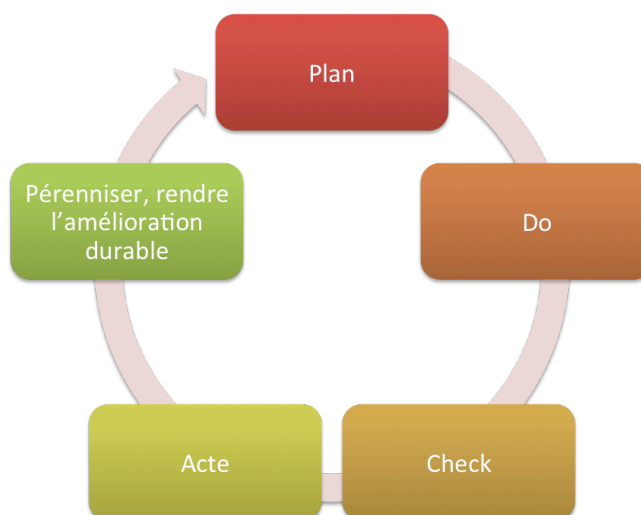 Plan
Do
Check
Acte
Pérenniser, rendre
l’amélioration
durable